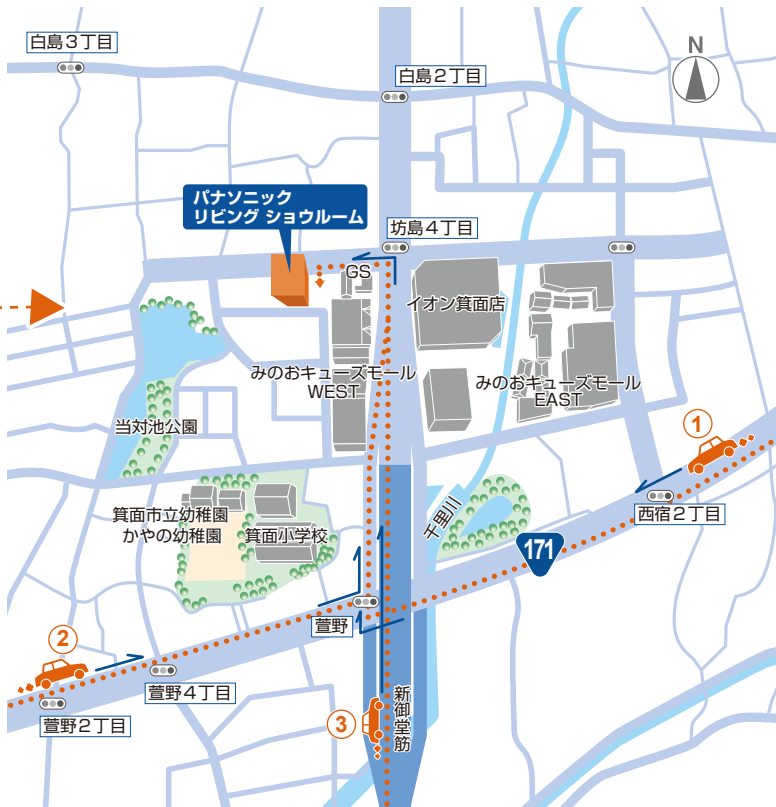 白島3丁目
N
白島2丁目
パナソニック
リビング ショウルーム
坊島4丁目
GS
イオン箕面店
みのおキューズモール
WEST
みのおキューズモール
EAST
当対池公園
①
千里川
西宿2丁目
箕面市立幼稚園
かやの幼稚園
箕面小学校
171
萱野
②
萱野4丁目
萱野2丁目
③
新御堂筋